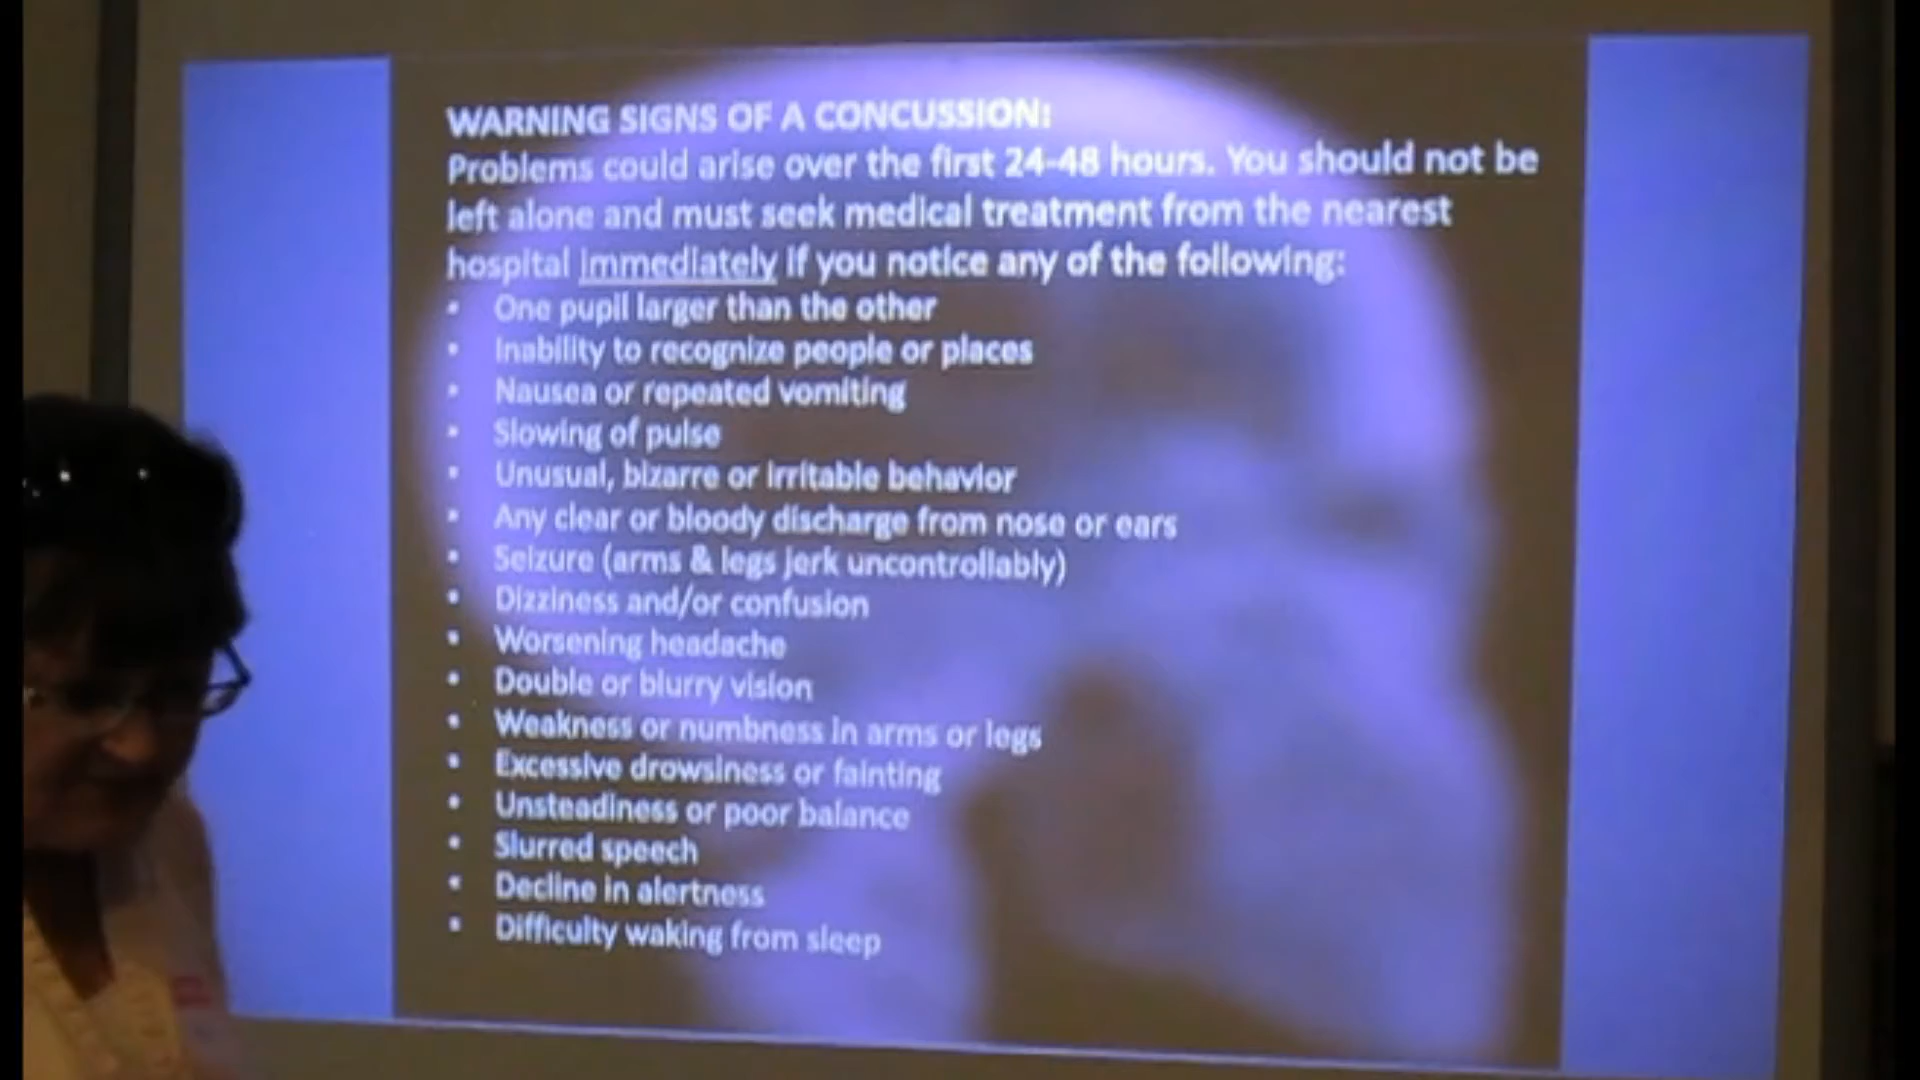 WARNING SIGNS OF A CONCUSSION:
Problems could arise over the first 24-48 hours. You should not be
left alone and must seek medical treatment from the nearest
hospital immediately if you notice any of the following:
• One pupil larger than the other
• Inability to recognize people or places
• Nausea or repeated vomiting
• Slowing of pulse
• Unusual, bizarre or irritable behavior
• Any clear or bloody discharge from nose or ears
• Seizure (arms & legs jerk uncontrollably)
• Dizziness and/or confusion
• Worsening headache
• Double or blurry vision
• Weakness or numbness in arms or legs
• Excessive drowsiness or fainting
• Unsteadiness or poor balance
• Slurred speech
• Decline in alertness
• Difficulty waking from sleep